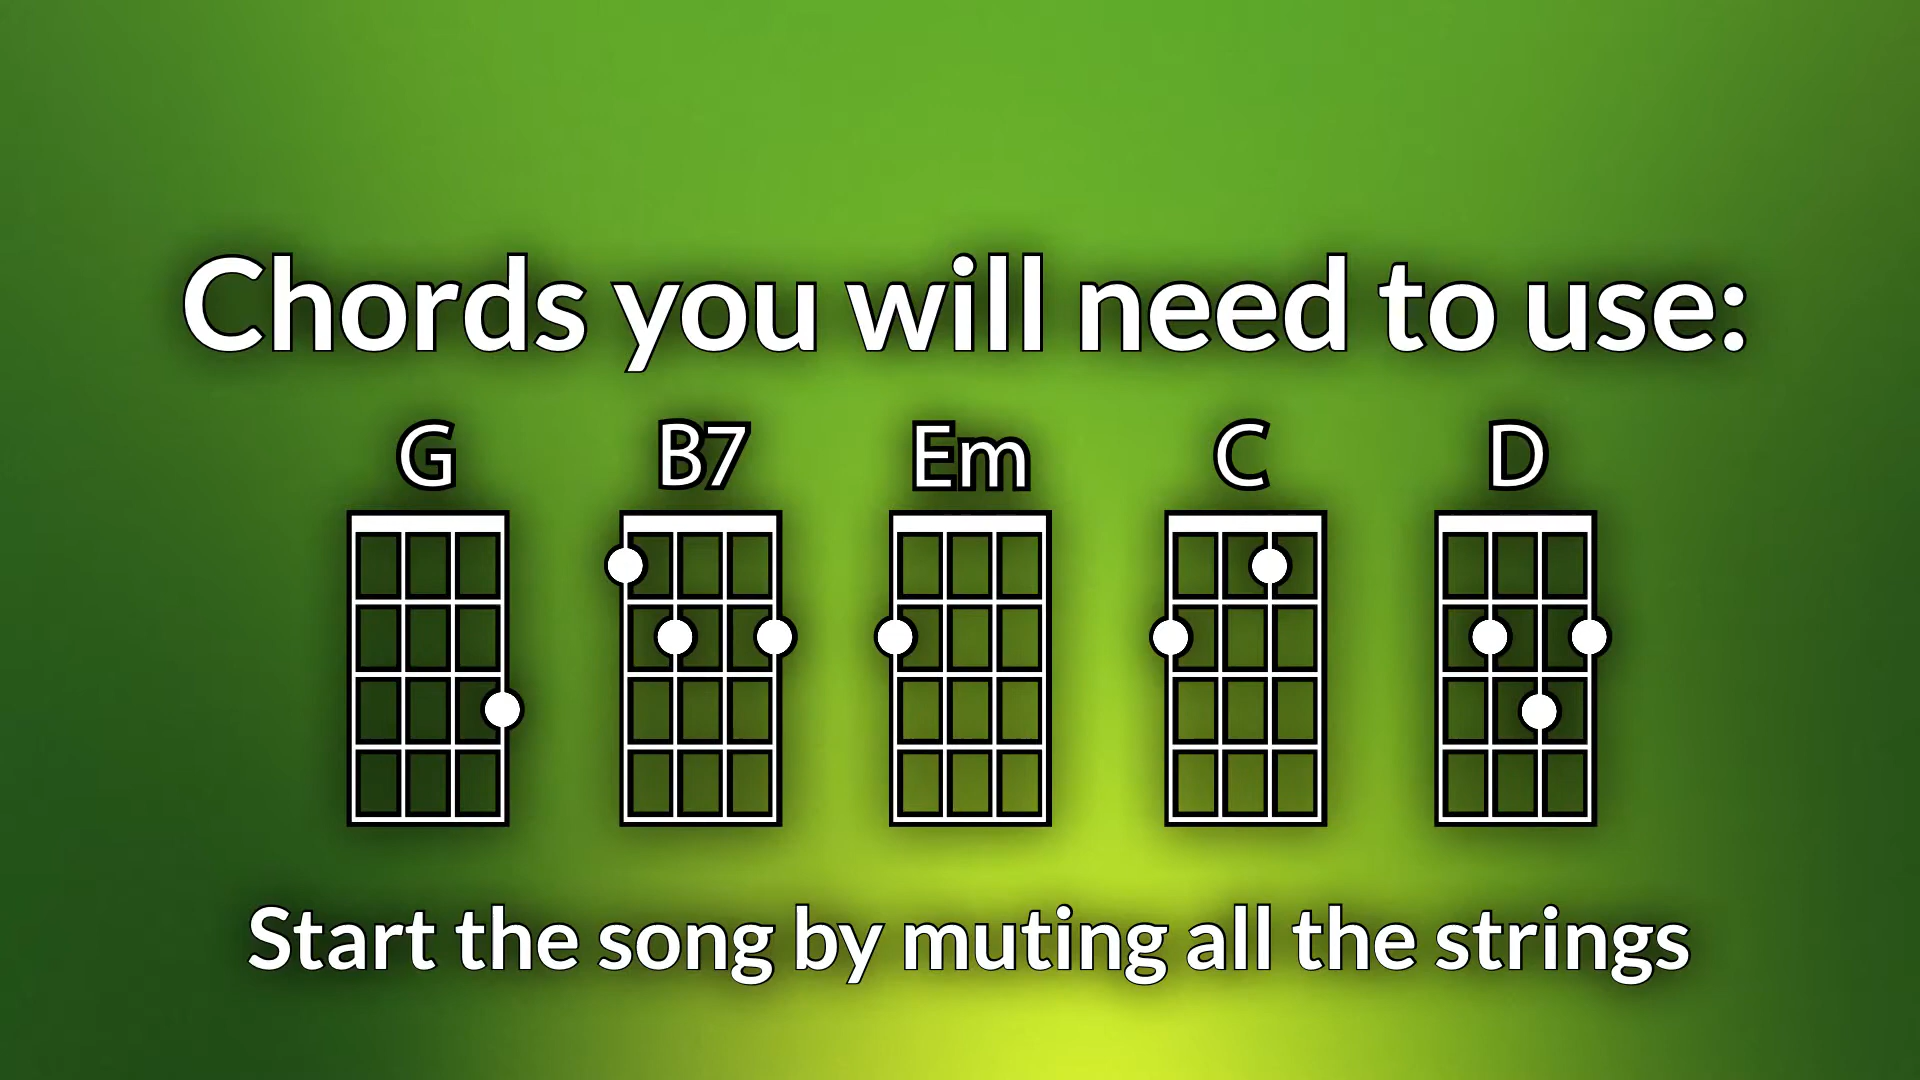 Chords you will need to use:
G B7 Em C D
Start the song by muting all the strings